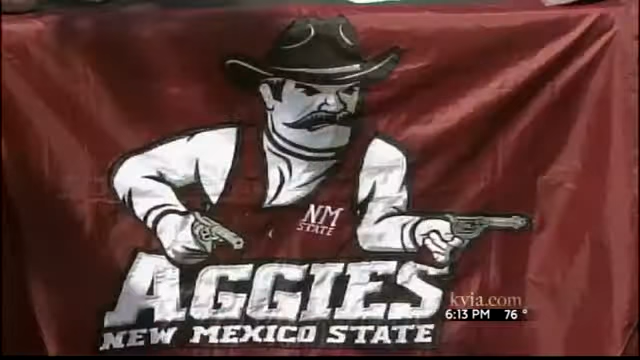 NM
STATE
AGGIES
NEW MEXICO STATE
kvia.com
6:13 PM 76°